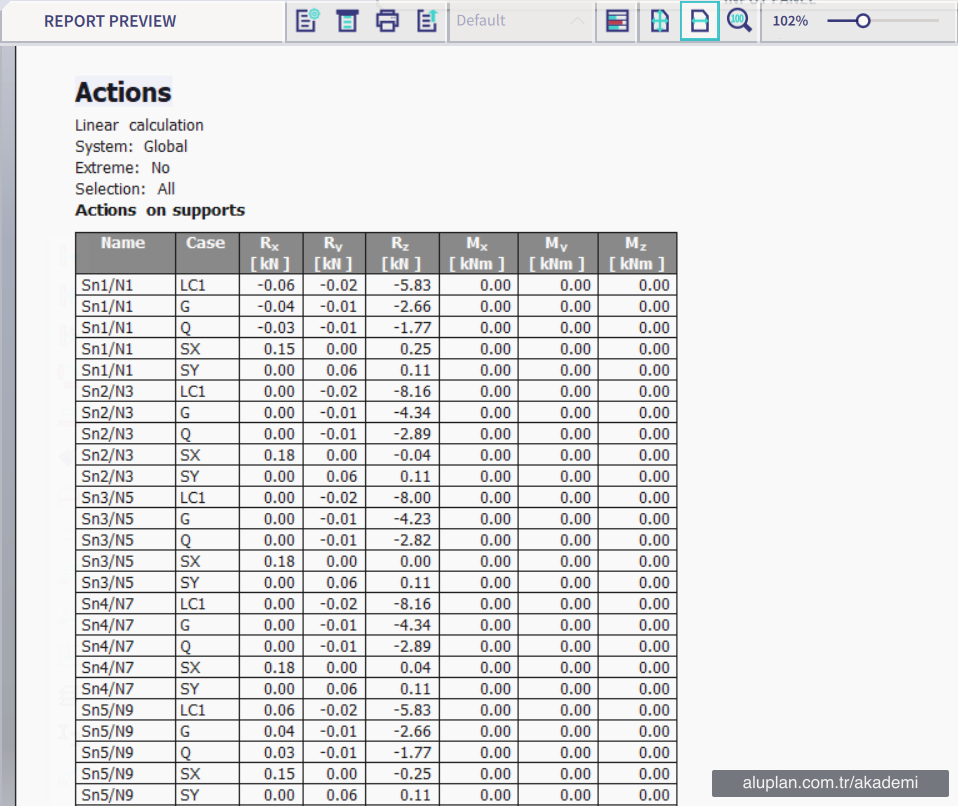 REPORT PREVIEW Default 100 102%
Actions
Linear calculation
System: Global
Extreme: No
Selection: All
Actions on supports
Name Case Rx Ry Rz Mx My Mz
[ kN ] [ kN ] [ kN ] [ kNm ] [ kNm ] [ kNm ]
Sn1/N1 LC1 -0.06 -0.02 -5.83 0.00 0.00 0.00
Sn1/N1 G -0.04 -0.01 -2.66 0.00 0.00 0.00
Sn1/N1 Q -0.03 -0.01 -1.77 0.00 0.00 0.00
Sn1/N1 SX 0.15 0.00 0.25 0.00 0.00 0.00
Sn1/N1 SY 0.00 0.06 0.11 0.00 0.00 0.00
Sn2/N3 LC1 0.00 -0.02 -8.16 0.00 0.00 0.00
Sn2/N3 G 0.00 -0.01 -4.34 0.00 0.00 0.00
Sn2/N3 Q 0.00 -0.01 -2.89 0.00 0.00 0.00
Sn2/N3 SX 0.18 0.00 -0.04 0.00 0.00 0.00
Sn2/N3 SY 0.00 0.06 0.11 0.00 0.00 0.00
Sn3/N5 LC1 0.00 -0.02 -8.00 0.00 0.00 0.00
Sn3/N5 G 0.00 -0.01 -4.23 0.00 0.00 0.00
Sn3/N5 Q 0.00 -0.01 -2.82 0.00 0.00 0.00
Sn3/N5 SX 0.18 0.00 0.00 0.00 0.00 0.00
Sn3/N5 SY 0.00 0.06 0.11 0.00 0.00 0.00
Sn4/N7 LC1 0.00 -0.02 -8.16 0.00 0.00 0.00
Sn4/N7 G 0.00 -0.01 -4.34 0.00 0.00 0.00
Sn4/N7 Q 0.00 -0.01 -2.89 0.00 0.00 0.00
Sn4/N7 SX 0.18 0.00 0.04 0.00 0.00 0.00
Sn4/N7 SY 0.00 0.06 0.11 0.00 0.00 0.00
Sn5/N9 LC1 0.06 -0.02 -5.83 0.00 0.00 0.00
Sn5/N9 G 0.04 -0.01 -2.66 0.00 0.00 0.00
Sn5/N9 Q 0.03 -0.01 -1.77 0.00 0.00 0.00
Sn5/N9 SX 0.15 0.00 -0.25 0.00 0.00 0.00
Sn5/N9 SY 0.00 0.06 0.11 0.00 0.00 0.00
aluplan.com.tr/akademi